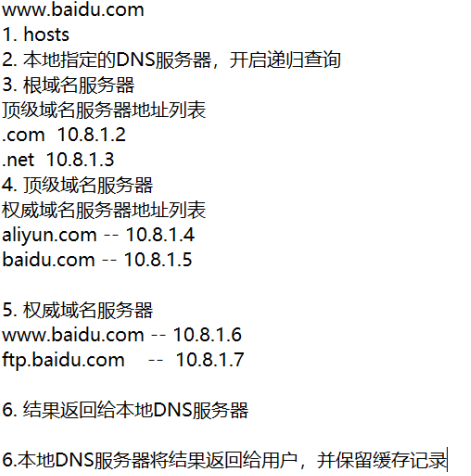 www.baidu.com
1. hosts
2. 本地指定的DNS服务器，开启递归查询
3. 根域名服务器
顶级域名服务器地址列表
.com  10.8.1.2
.net  10.8.1.3
4. 顶级域名服务器
权威域名服务器地址列表
aliyun.com -- 10.8.1.4
baidu.com -- 10.8.1.5
5. 权威域名服务器
www.baidu.com -- 10.8.1.6
ftp.baidu.com   --  10.8.1.7
6. 结果返回给本地DNS服务器
6.本地DNS服务器将结果返回给用户，并保留缓存记录